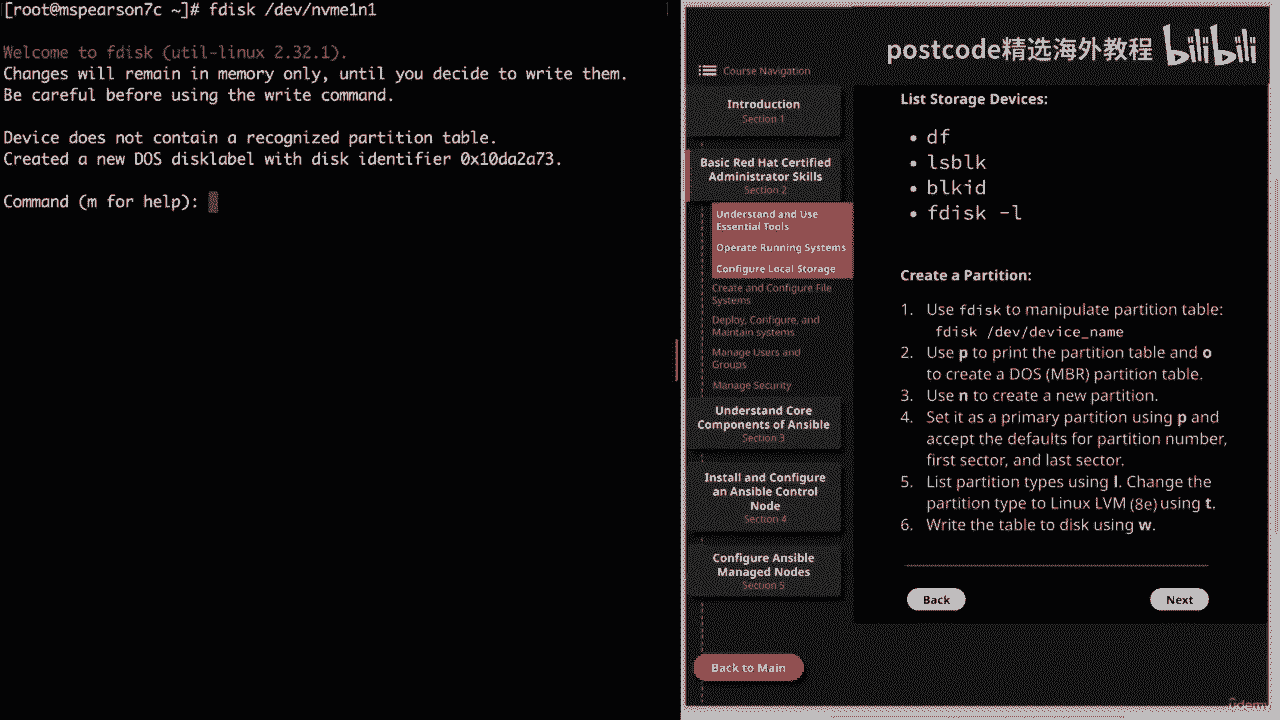 [root@mspearson7c ~]# fdisk /dev/nvme1n1
Welcome to fdisk (util-linux 2.32.1).
Changes will remain in memory only, until you decide to write them.
Be careful before using the write command.
Device does not contain a recognized partition table.
Created a new DOS disklabel with disk identifier 0x10da2a73.
Command (m for help):
postcode精选海外教程 bilibili
Course Navigation
Introduction
Section 1
Basic Red Hat Certified
Administrator Skills
Section 2
Understand and Use
Essential Tools
Operate Running Systems
Configure Local Storage
Create and Configure File
Systems
Deploy, Configure, and
Maintain systems
Manage Users and
Groups
Manage Security
Understand Core
Components of Ansible
Section 3
Install and Configure
an Ansible Control
Node
Section 4
Configure Ansible
Managed Nodes
Section 5
Back to Main
List Storage Devices:
• df
• lsblk
• blkid
• fdisk -l
Create a Partition:
1. Use fdisk to manipulate partition table:
fdisk /dev/device_name
2. Use p to print the partition table and o
to create a DOS (MBR) partition table.
3. Use n to create a new partition.
4. Set it as a primary partition using p and
accept the defaults for partition number,
first sector, and last sector.
5. List partition types using l. Change the
partition type to Linux LVM (8e) using t.
6. Write the table to disk using w.
Back
Next
ûdemy